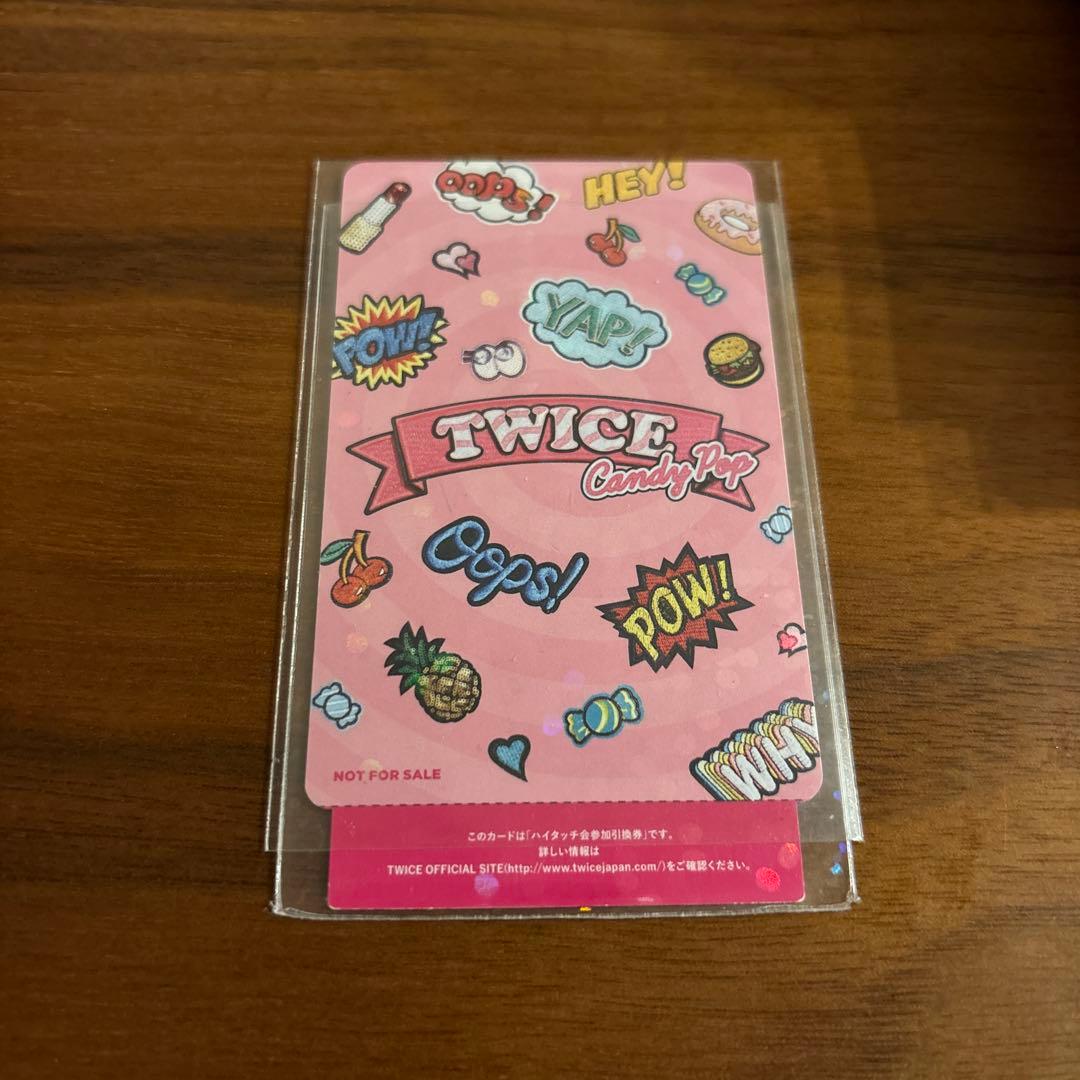 oops!
HEY!
YAP!
POW!
TWICE
Candy Pop
Oops!
POW!
WHY
NOT FOR SALE
このカードは「ハイタッチ会参加引換券」です。
詳しい情報は
TWICE OFFICIAL SITE(http://www.twicejapan.com/)をご確認ください。